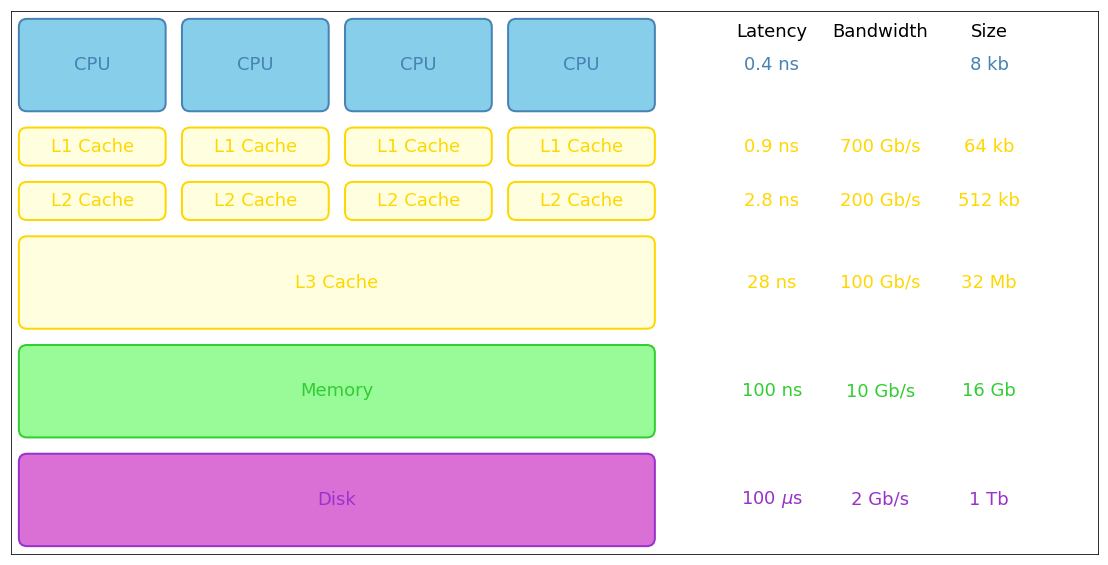 Latency Bandwidth Size
CPU CPU CPU CPU 0.4 ns 8 kb
L1 Cache L1 Cache L1 Cache L1 Cache 0.9 ns 700 Gb/s 64 kb
L2 Cache L2 Cache L2 Cache L2 Cache 2.8 ns 200 Gb/s 512 kb
L3 Cache 28 ns 100 Gb/s 32 Mb
Memory 100 ns 10 Gb/s 16 Gb
Disk 100 μs 2 Gb/s 1 Tb